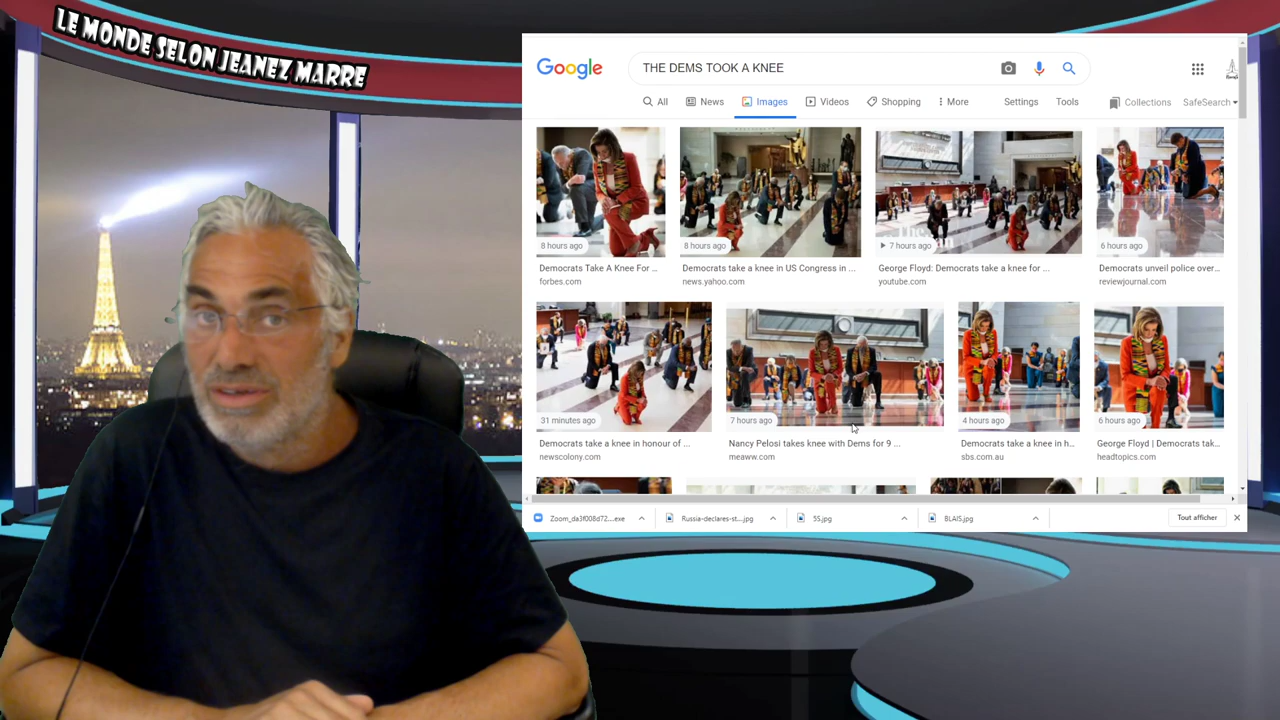 LE MONDE SELON JEANEZ MARRE
Google
THE DEMS TOOK A KNEE
All News Images Videos Shopping More Settings Tools Collections SafeSearch
8 hours ago
8 hours ago
7 hours ago
6 hours ago
Democrats Take A Knee For ...
Democrats take a knee in US Congress in ...
George Floyd: Democrats take a knee for ...
Democrats unveil police over...
forbes.com
news.yahoo.com
youtube.com
reviewjournal.com
31 minutes ago
7 hours ago
4 hours ago
6 hours ago
Democrats take a knee in honour of ...
Nancy Pelosi takes knee with Dems for 9 ...
Democrats take a knee in h...
George Floyd | Democrats tak...
newscolony.com
meaww.com
sbs.com.au
headtopics.com
Zoom_da3f008d72....exe
Russia-declares-st....jpg
5S.jpg
BLAIS.jpg
Tout afficher